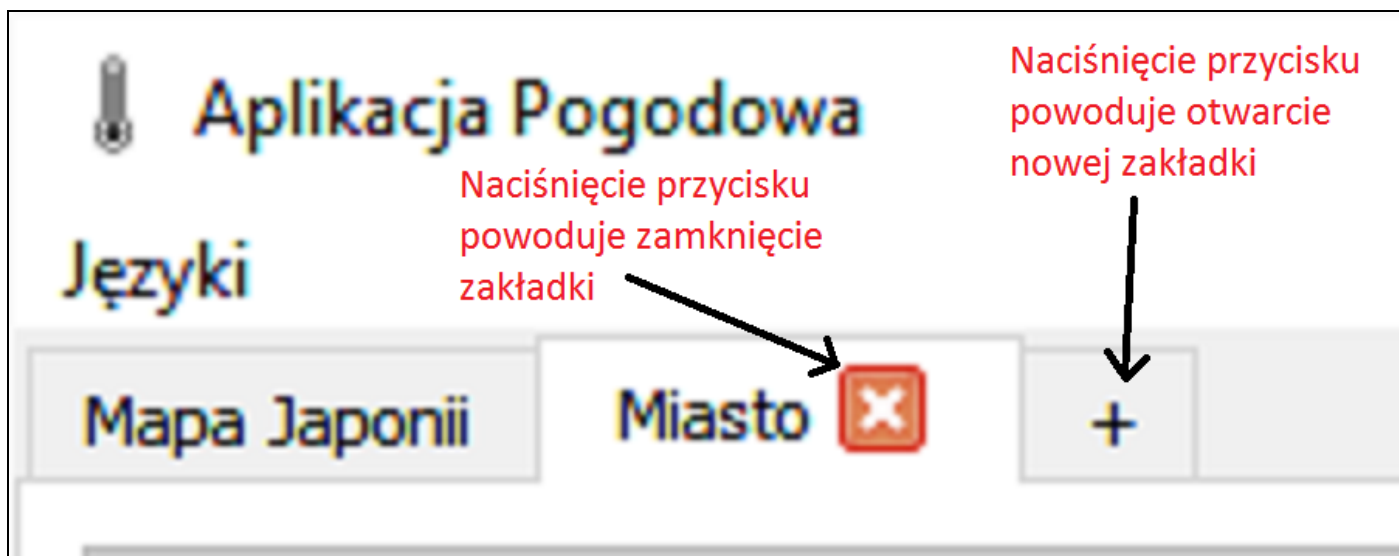 Aplikacja Pogodowa
Naciśnięcie przycisku
powoduje otwarcie
nowej zakładki
Naciśnięcie przycisku
powoduje zamknięcie
zakładki
Języki
Mapa Japonii
Miasto
+